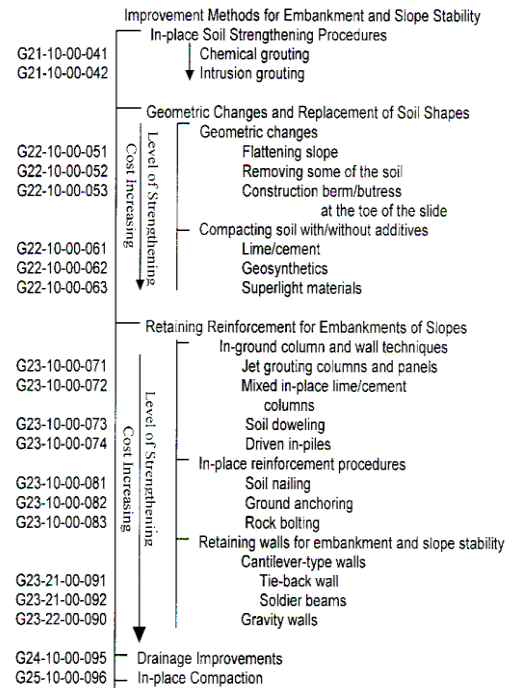 Improvement Methods for Embankment and Slope Stability
In-place Soil Strengthening Procedures
G21-10-00-041 Chemical grouting
G21-10-00-042 Intrusion grouting
Geometric Changes and Replacement of Soil Shapes
Geometric changes
G22-10-00-051 Flattening slope
G22-10-00-052 Removing some of the soil
G22-10-00-053 Construction berm/butress
at the toe of the slide
Compacting soil with/without additives
G22-10-00-061 Lime/cement
G22-10-00-062 Geosynthetics
G22-10-00-063 Superlight materials
Level of Strengthening
Cost Increasing
Retaining Reinforcement for Embankments of Slopes
In-ground column and wall techniques
G23-10-00-071 Jet grouting columns and panels
G23-10-00-072 Mixed in-place lime/cement
columns
G23-10-00-073 Soil doweling
G23-10-00-074 Driven in-piles
In-place reinforcement procedures
G23-10-00-081 Soil nailing
G23-10-00-082 Ground anchoring
G23-10-00-083 Rock bolting
Retaining walls for embankment and slope stability
Cantilever-type walls
G23-21-00-091 Tie-back wall
G23-21-00-092 Soldier beams
G23-22-00-090 Gravity walls
Level of Strengthening
Cost Increasing
G24-10-00-095 Drainage Improvements
G25-10-00-096 In-place Compaction